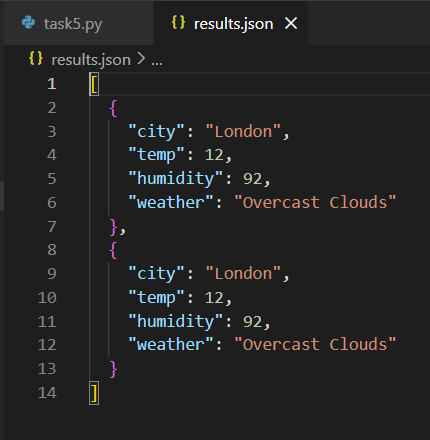 task5.py
{} results.json ×
{} results.json > ...
1 [
2 {
3 "city": "London",
4 "temp": 12,
5 "humidity": 92,
6 "weather": "Overcast Clouds"
7 },
8 {
9 "city": "London",
10 "temp": 12,
11 "humidity": 92,
12 "weather": "Overcast Clouds"
13 }
14 ]